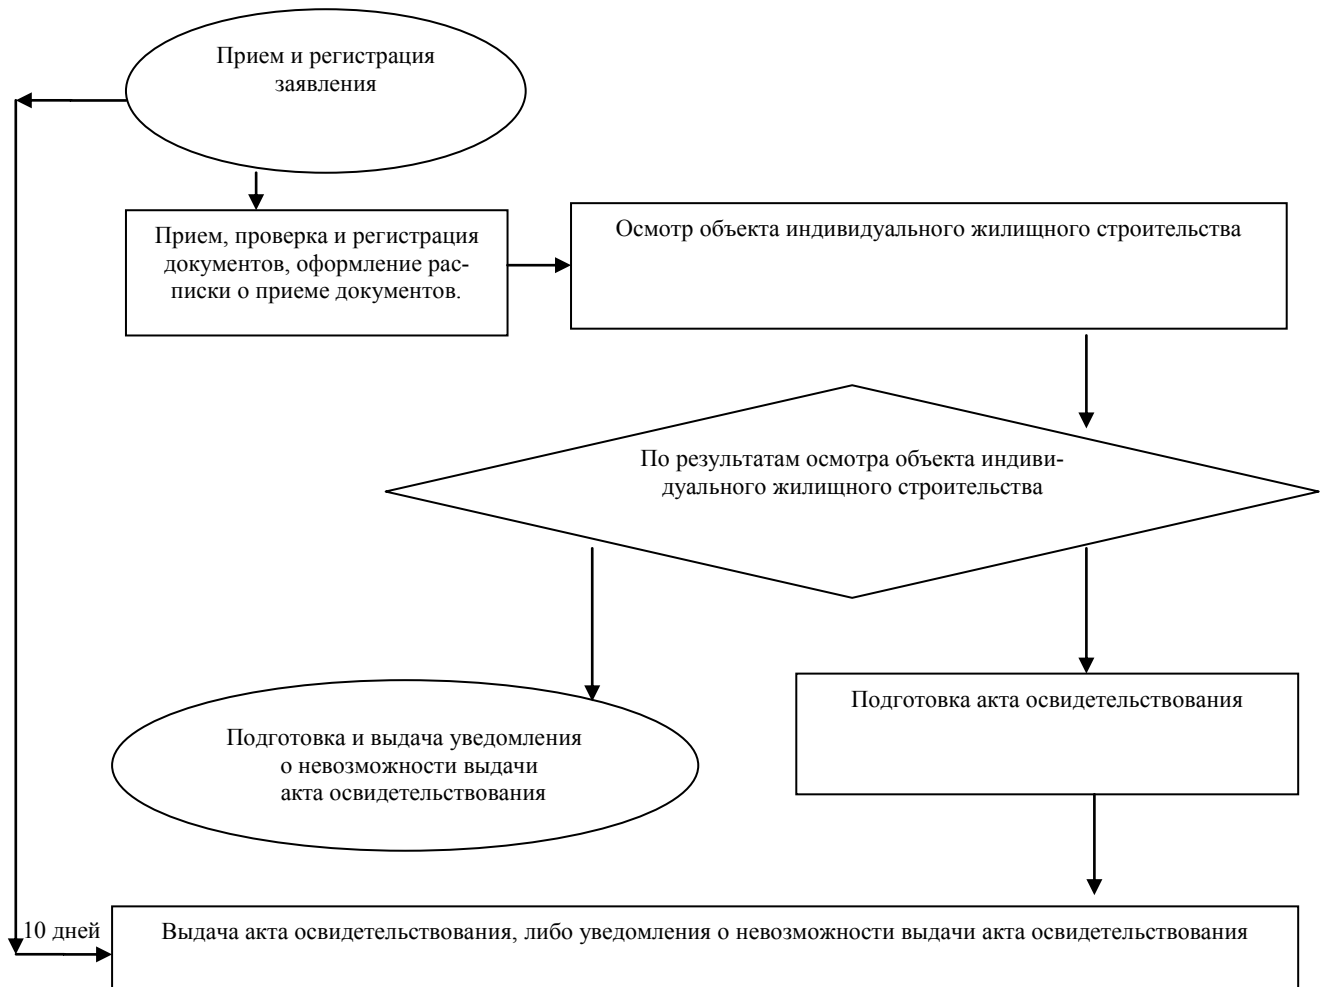 Прием и регистрация
заявления
Прием, проверка и регистрация
документов, оформление рас-
писки о приеме документов.
Осмотр объекта индивидуального жилищного строительства
По результатам осмотра объекта индиви-
дуального жилищного строительства
Подготовка и выдача уведомления
о невозможности выдачи
акта освидетельствования
Подготовка акта освидетельствования
10 дней
Выдача акта освидетельствования, либо уведомления о невозможности выдачи акта освидетельствования